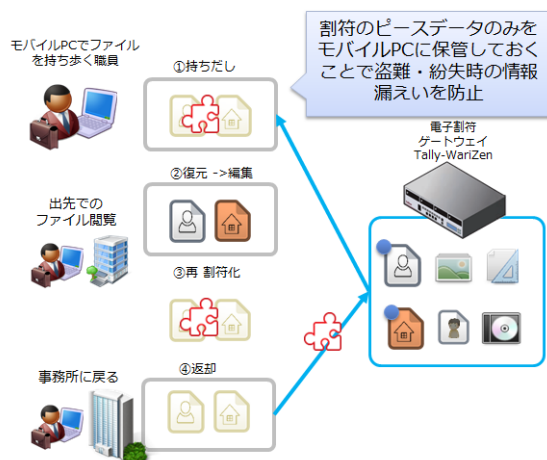 割符のピースデータのみを
モバイルPCに保管しておく
ことで盗難・紛失時の情報
漏えいを防止
モバイルPCでファイル
を持ち歩く職員
①持ちだし
電子割符
ゲートウェイ
Tally-WariZen
②復元 ->編集
出先での
ファイル閲覧
③再 割符化
事務所に戻る
④返却